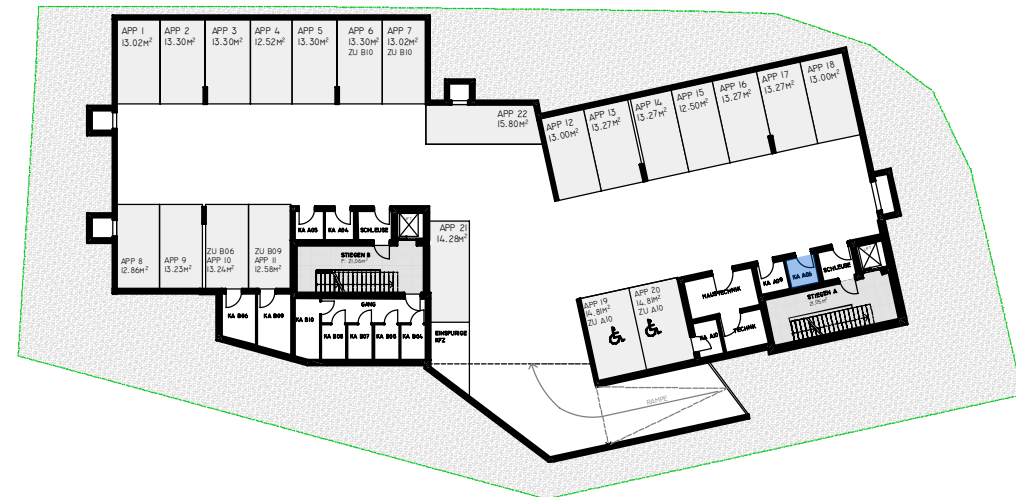 APP 1
13.02M²
APP 2
13.30M²
APP 3
13.30M²
APP 4
12.52M²
APP 5
13.30M²
APP 6
13.30M²
ZU B10
APP 7
13.02M²
ZU B10
APP 22
15.80M²
APP 12
13.00M²
APP 13
13.27M²
APP 14
13.27M²
APP 15
12.50M²
APP 16
13.27M²
APP 17
13.27M²
APP 18
13.00M²
APP 8
12.86M²
APP 9
13.23M²
ZU B06
APP 10
13.24M²
ZU B09
APP 11
12.58M²
KA A05
KA A04
SCHLEUSE
STIEGEN B
APP 21
14.28M²
EINSPURIGE
KFZ
KA B06
KA B09
KA B10
GANG
KA B08
KA B07
KA B05
KA B04
APP 19
14.81M²
ZU A10
APP 20
14.81M²
ZU A10
HAUPTTECHNIK
TECHNIK
KA A10
KA A09
KA A06
SCHLEUSE
STIEGEN A
RAMPE